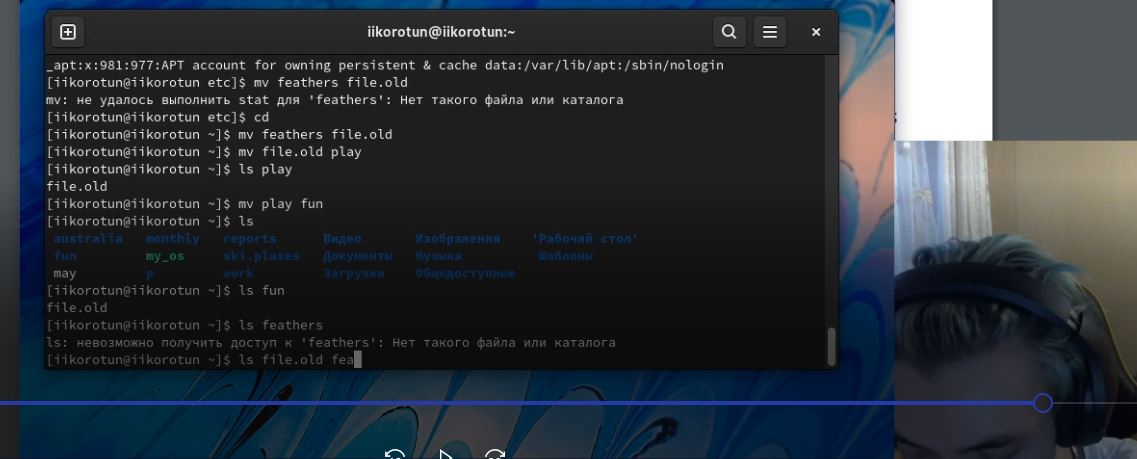 iikorotun@iikorotun:~
_apt:x:981:977:APT account for owning persistent & cache data:/var/lib/apt:/sbin/nologin
[iikorotun@iikorotun etc]$ mv feathers file.old
mv: не удалось выполнить stat для 'feathers': Нет такого файла или каталога
[iikorotun@iikorotun etc]$ cd
[iikorotun@iikorotun ~]$ mv feathers file.old
[iikorotun@iikorotun ~]$ mv file.old play
[iikorotun@iikorotun ~]$ ls play
file.old
[iikorotun@iikorotun ~]$ mv play fun
[iikorotun@iikorotun ~]$ ls
australia monthly reports Видео Изображения 'Рабочий стол'
fun my_os ski.plases Документы Музыка Шаблоны
may p work Загрузки Общедоступные
[iikorotun@iikorotun ~]$ ls fun
file.old
[iikorotun@iikorotun ~]$ ls feathers
ls: невозможно получить доступ к 'feathers': Нет такого файла или каталога
[iikorotun@iikorotun ~]$ ls file.old fea